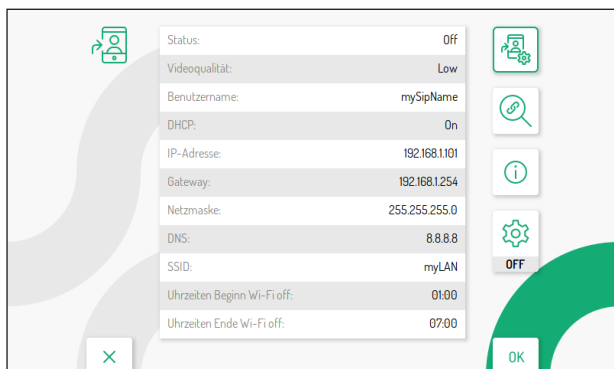 Status: Off
Videoqualität: Low
Benutzername: mySipName
DHCP: On
IP-Adresse: 192.168.1.101
Gateway: 192.168.1.254
Netzmaske: 255.255.255.0
DNS: 8.8.8.8
SSID: myLAN
Uhrzeiten Beginn Wi-Fi off: 01:00
Uhrzeiten Ende Wi-Fi off: 07:00
OFF
OK